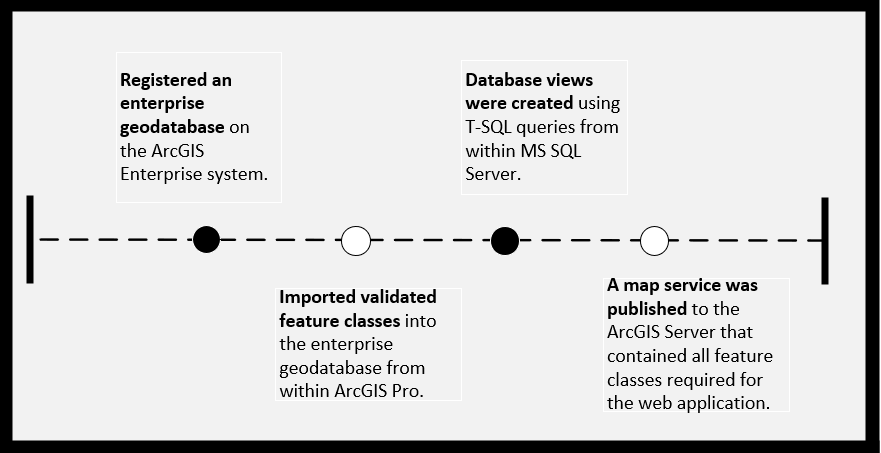 Registered an
enterprise
geodatabase on
the ArcGIS
Enterprise system.
Imported validated
feature classes into
the enterprise
geodatabase from
within ArcGIS Pro.
Database views
were created using
T-SQL queries from
within MS SQL
Server.
A map service was
published to the
ArcGIS Server that
contained all feature
classes required for
the web application.